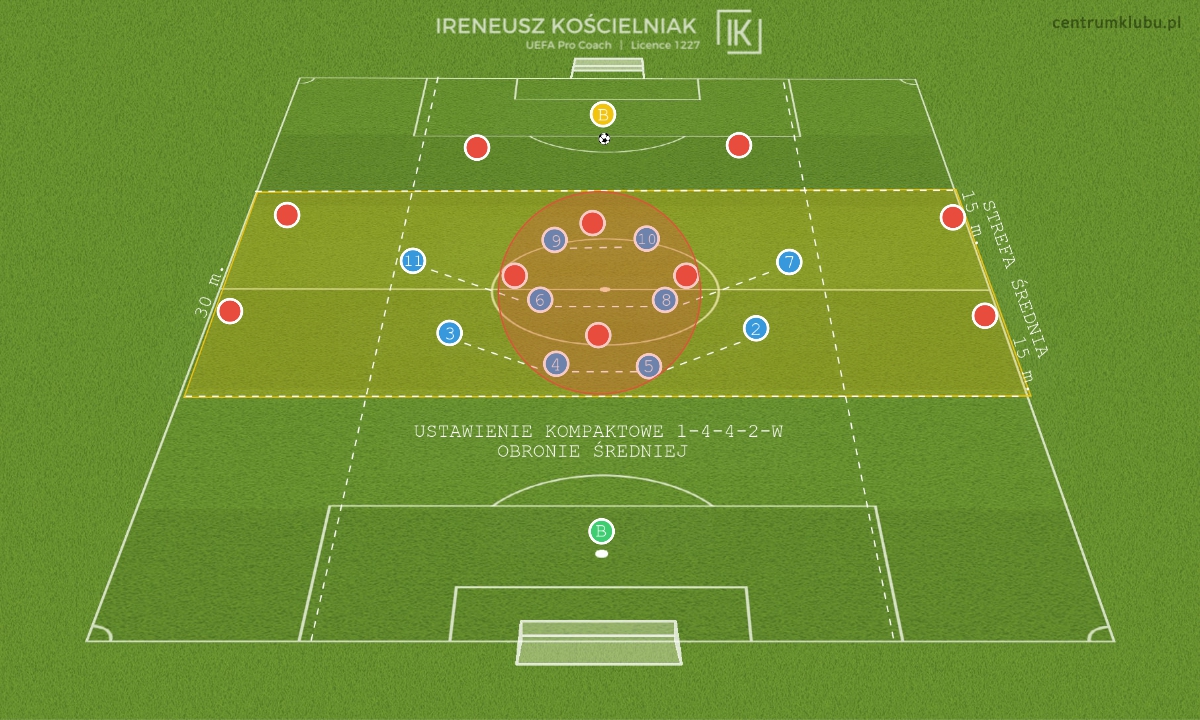 IRENEUSZ KOŚCIELNIAK
UEFA Pro Coach | Licence 1227
IK
centrumklubu.pl
B
9
10
11
7
6
8
3
2
4
5
30 m.
15 m.
STREFA ŚREDNIA
15 m.
USTAWIENIE KOMPAKTOWE 1-4-4-2-W
OBRONIE ŚREDNIEJ
B